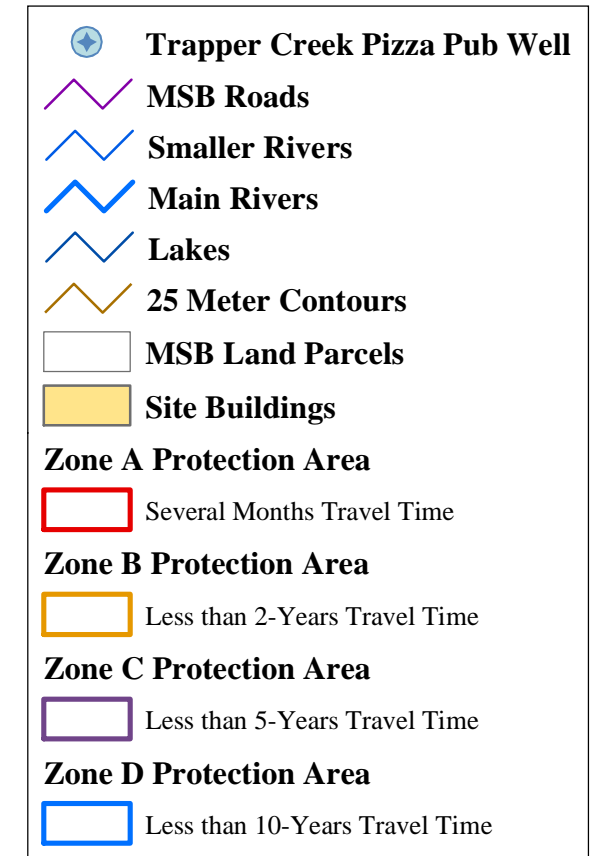 Trapper Creek Pizza Pub Well
MSB Roads
Smaller Rivers
Main Rivers
Lakes
25 Meter Contours
MSB Land Parcels
Site Buildings
Zone A Protection Area
Several Months Travel Time
Zone B Protection Area
Less than 2-Years Travel Time
Zone C Protection Area
Less than 5-Years Travel Time
Zone D Protection Area
Less than 10-Years Travel Time